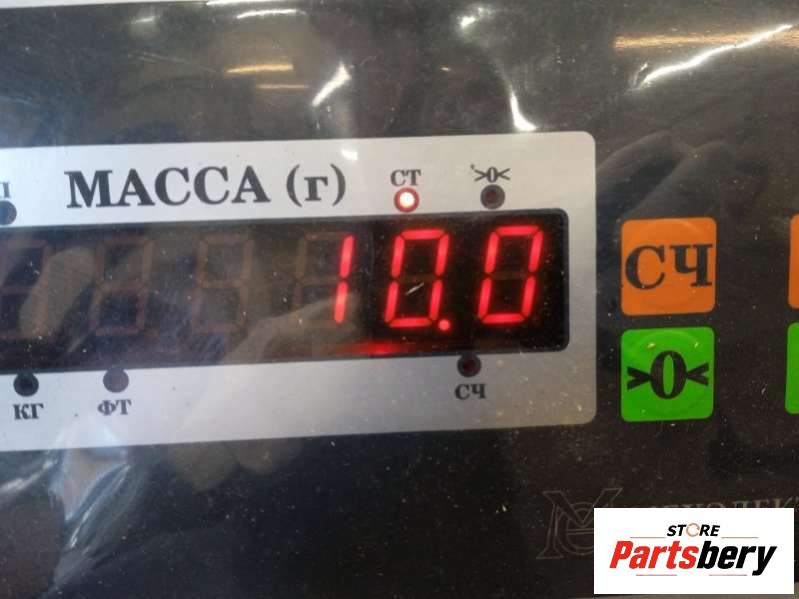 МАССА (г)
СТ
>0<
10.0
СЧ
>0<
КГ
ФТ
СЧ
STORE
Partsbery